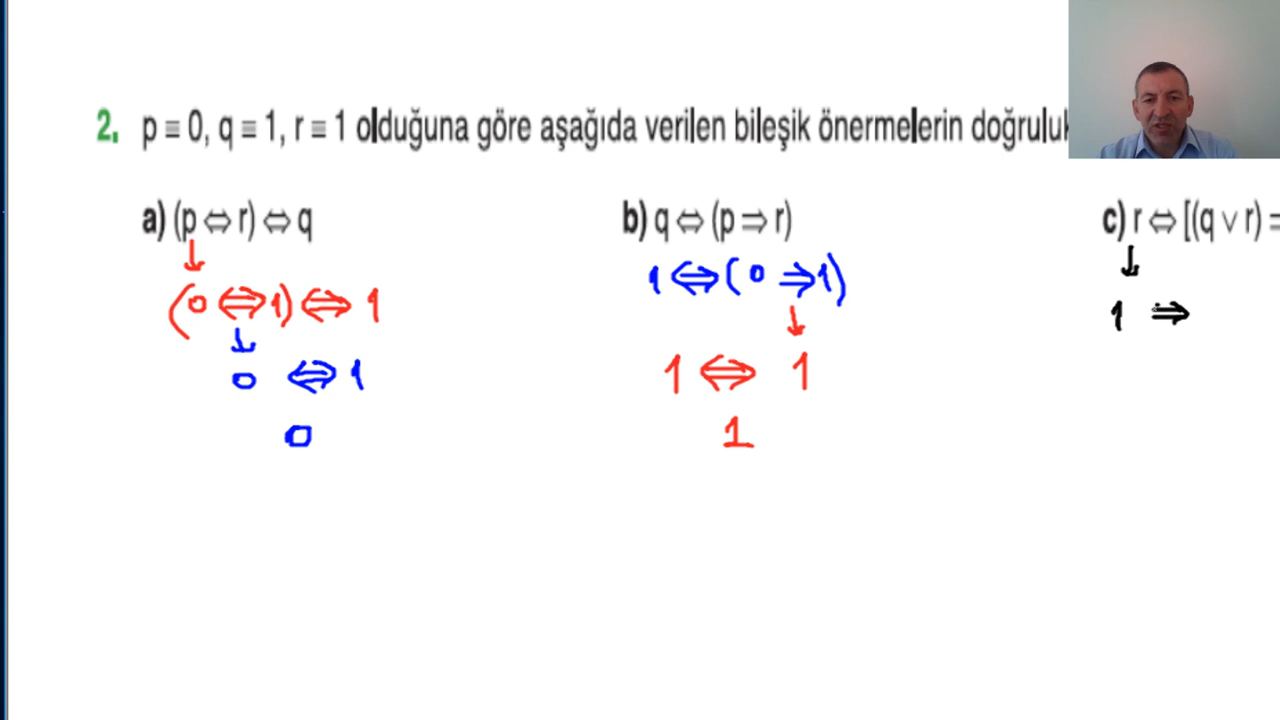 2. p ≡ 0, q ≡ 1, r ≡ 1 olduğuna göre aşağıda verilen bileşik önermelerin doğruluk
a) (p ⇔ r) ⇔ q
(0 ⇔ 1) ⇔ 1
0 ⇔ 1
0
b) q ⇔ (p ⇒ r)
1 ⇔ (0 ⇒ 1)
1 ⇔ 1
1
c) r ⇔ [(q ∨ r) =
1 ⇒